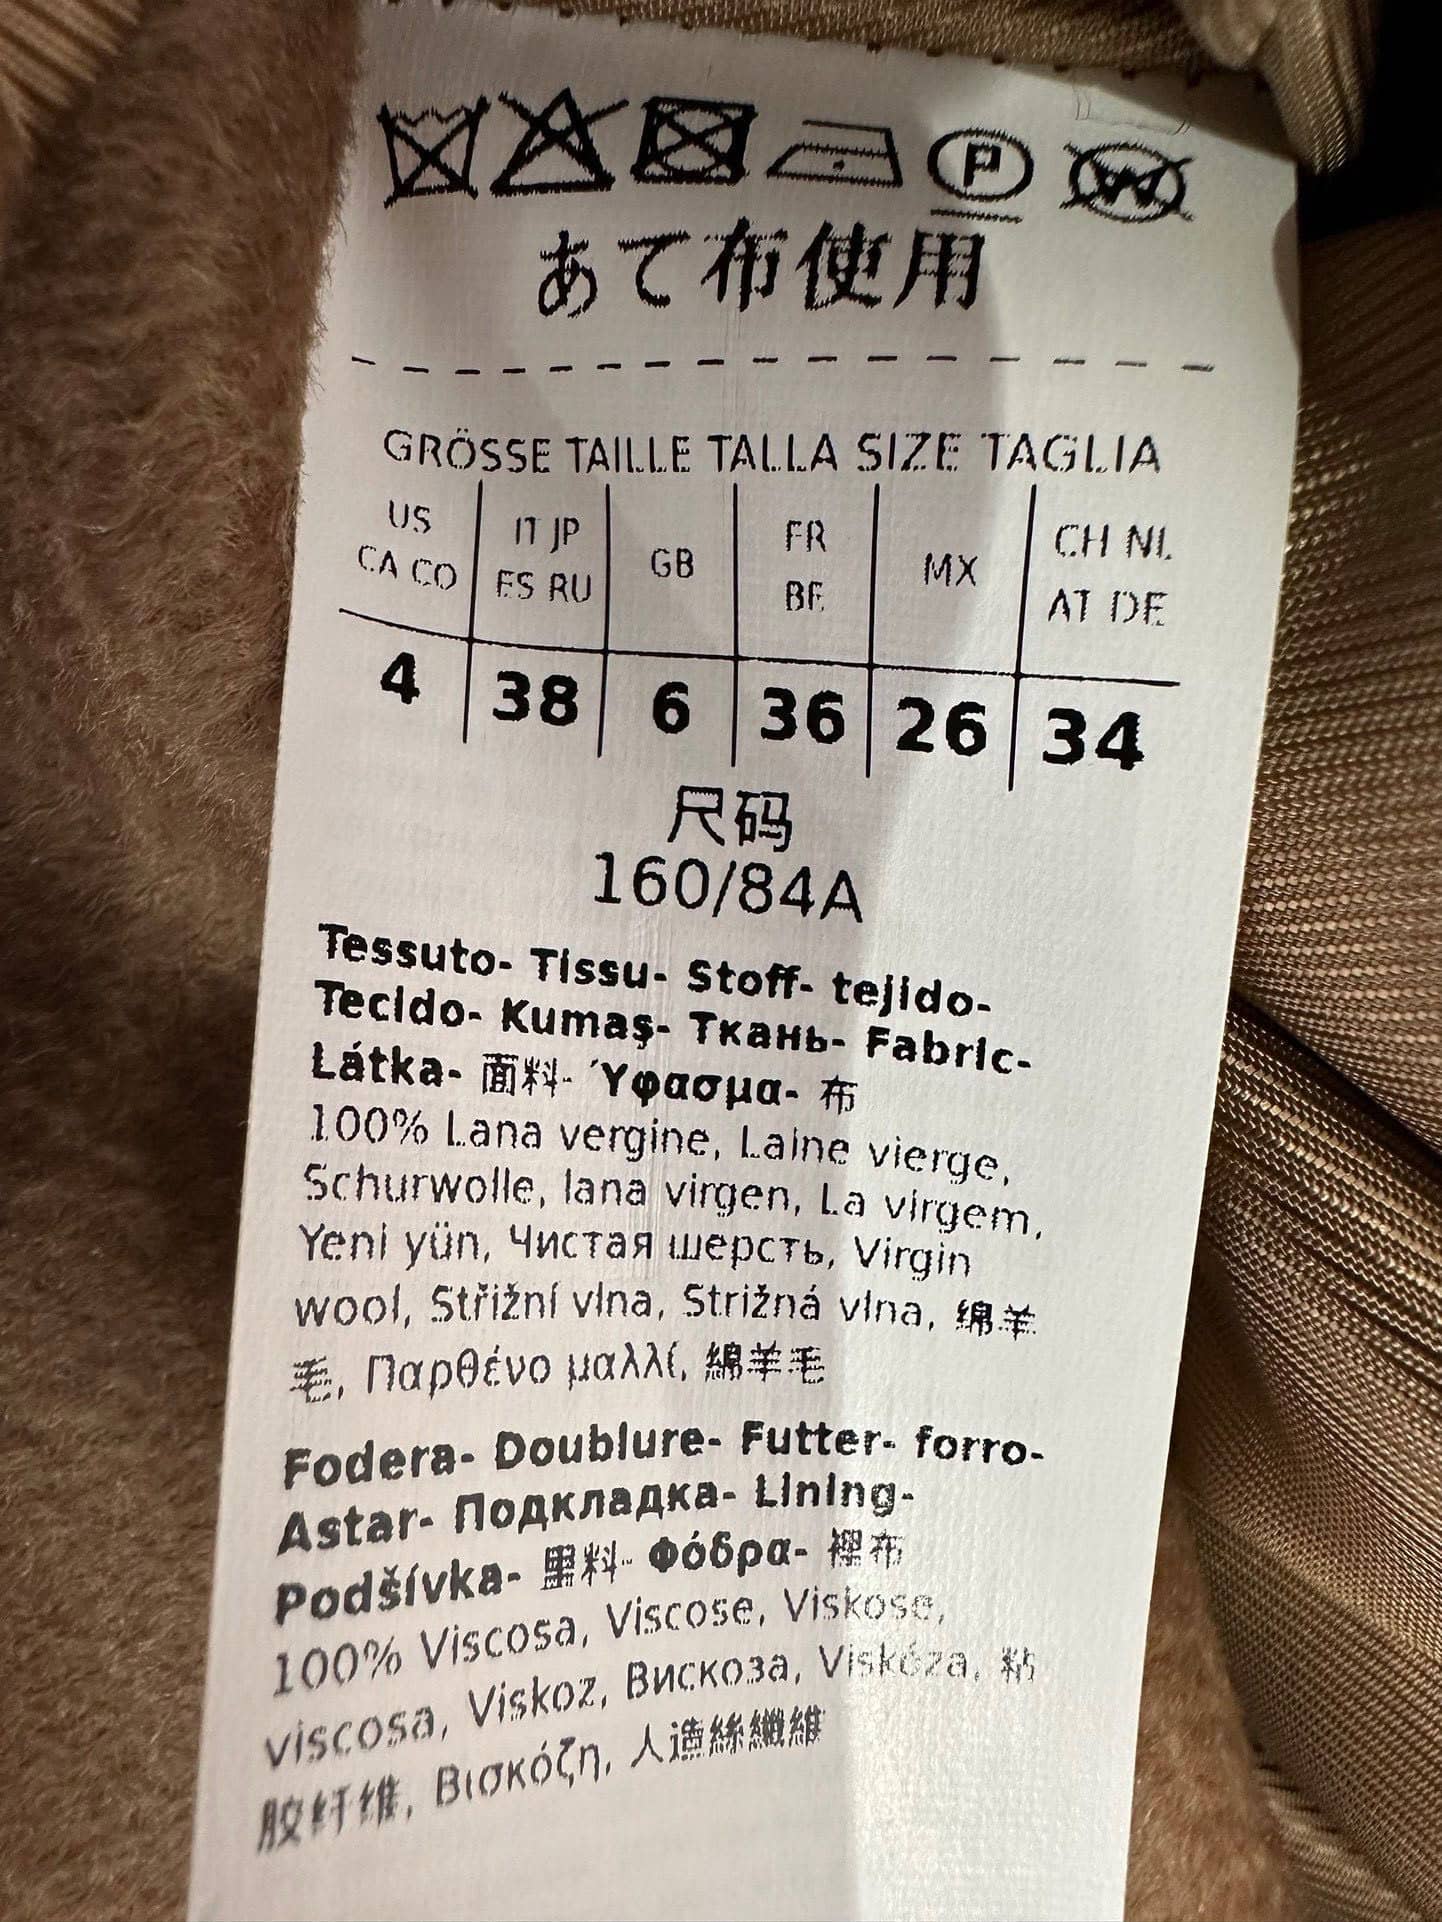 P W
あて布使用
GRÖSSE TAILLE TALLA SIZE TAGLIA
US CA CO
IT JP ES RU
GB
FR BE
MX
CH NL AT DE
4 38 6 36 26 34
尺码
160/84A
Tessuto- Tissu- Stoff- tejido-
Tecido- Kumaş- Ткань- Fabric-
Látka- 面料- Ύφασμα- 布
100% Lana vergine, Laine vierge,
Schurwolle, lana virgen, La virgem,
Yeni yün, Чистая шерсть, Virgin
wool, Střižní vlna, Strižná vlna, 绵羊
毛, Παρθένο μαλλί, 綿羊毛
Fodera- Doublure- Futter- forro-
Astar- Подкладка- Lining-
Podšívka- 里料- Φόδρα- 裡布
100% Viscosa, Viscose, Viskose,
viscosa, Viskoz, Вискоза, Viskóza, 粘
胶纤维, Βισκόζη, 人造絲纖維